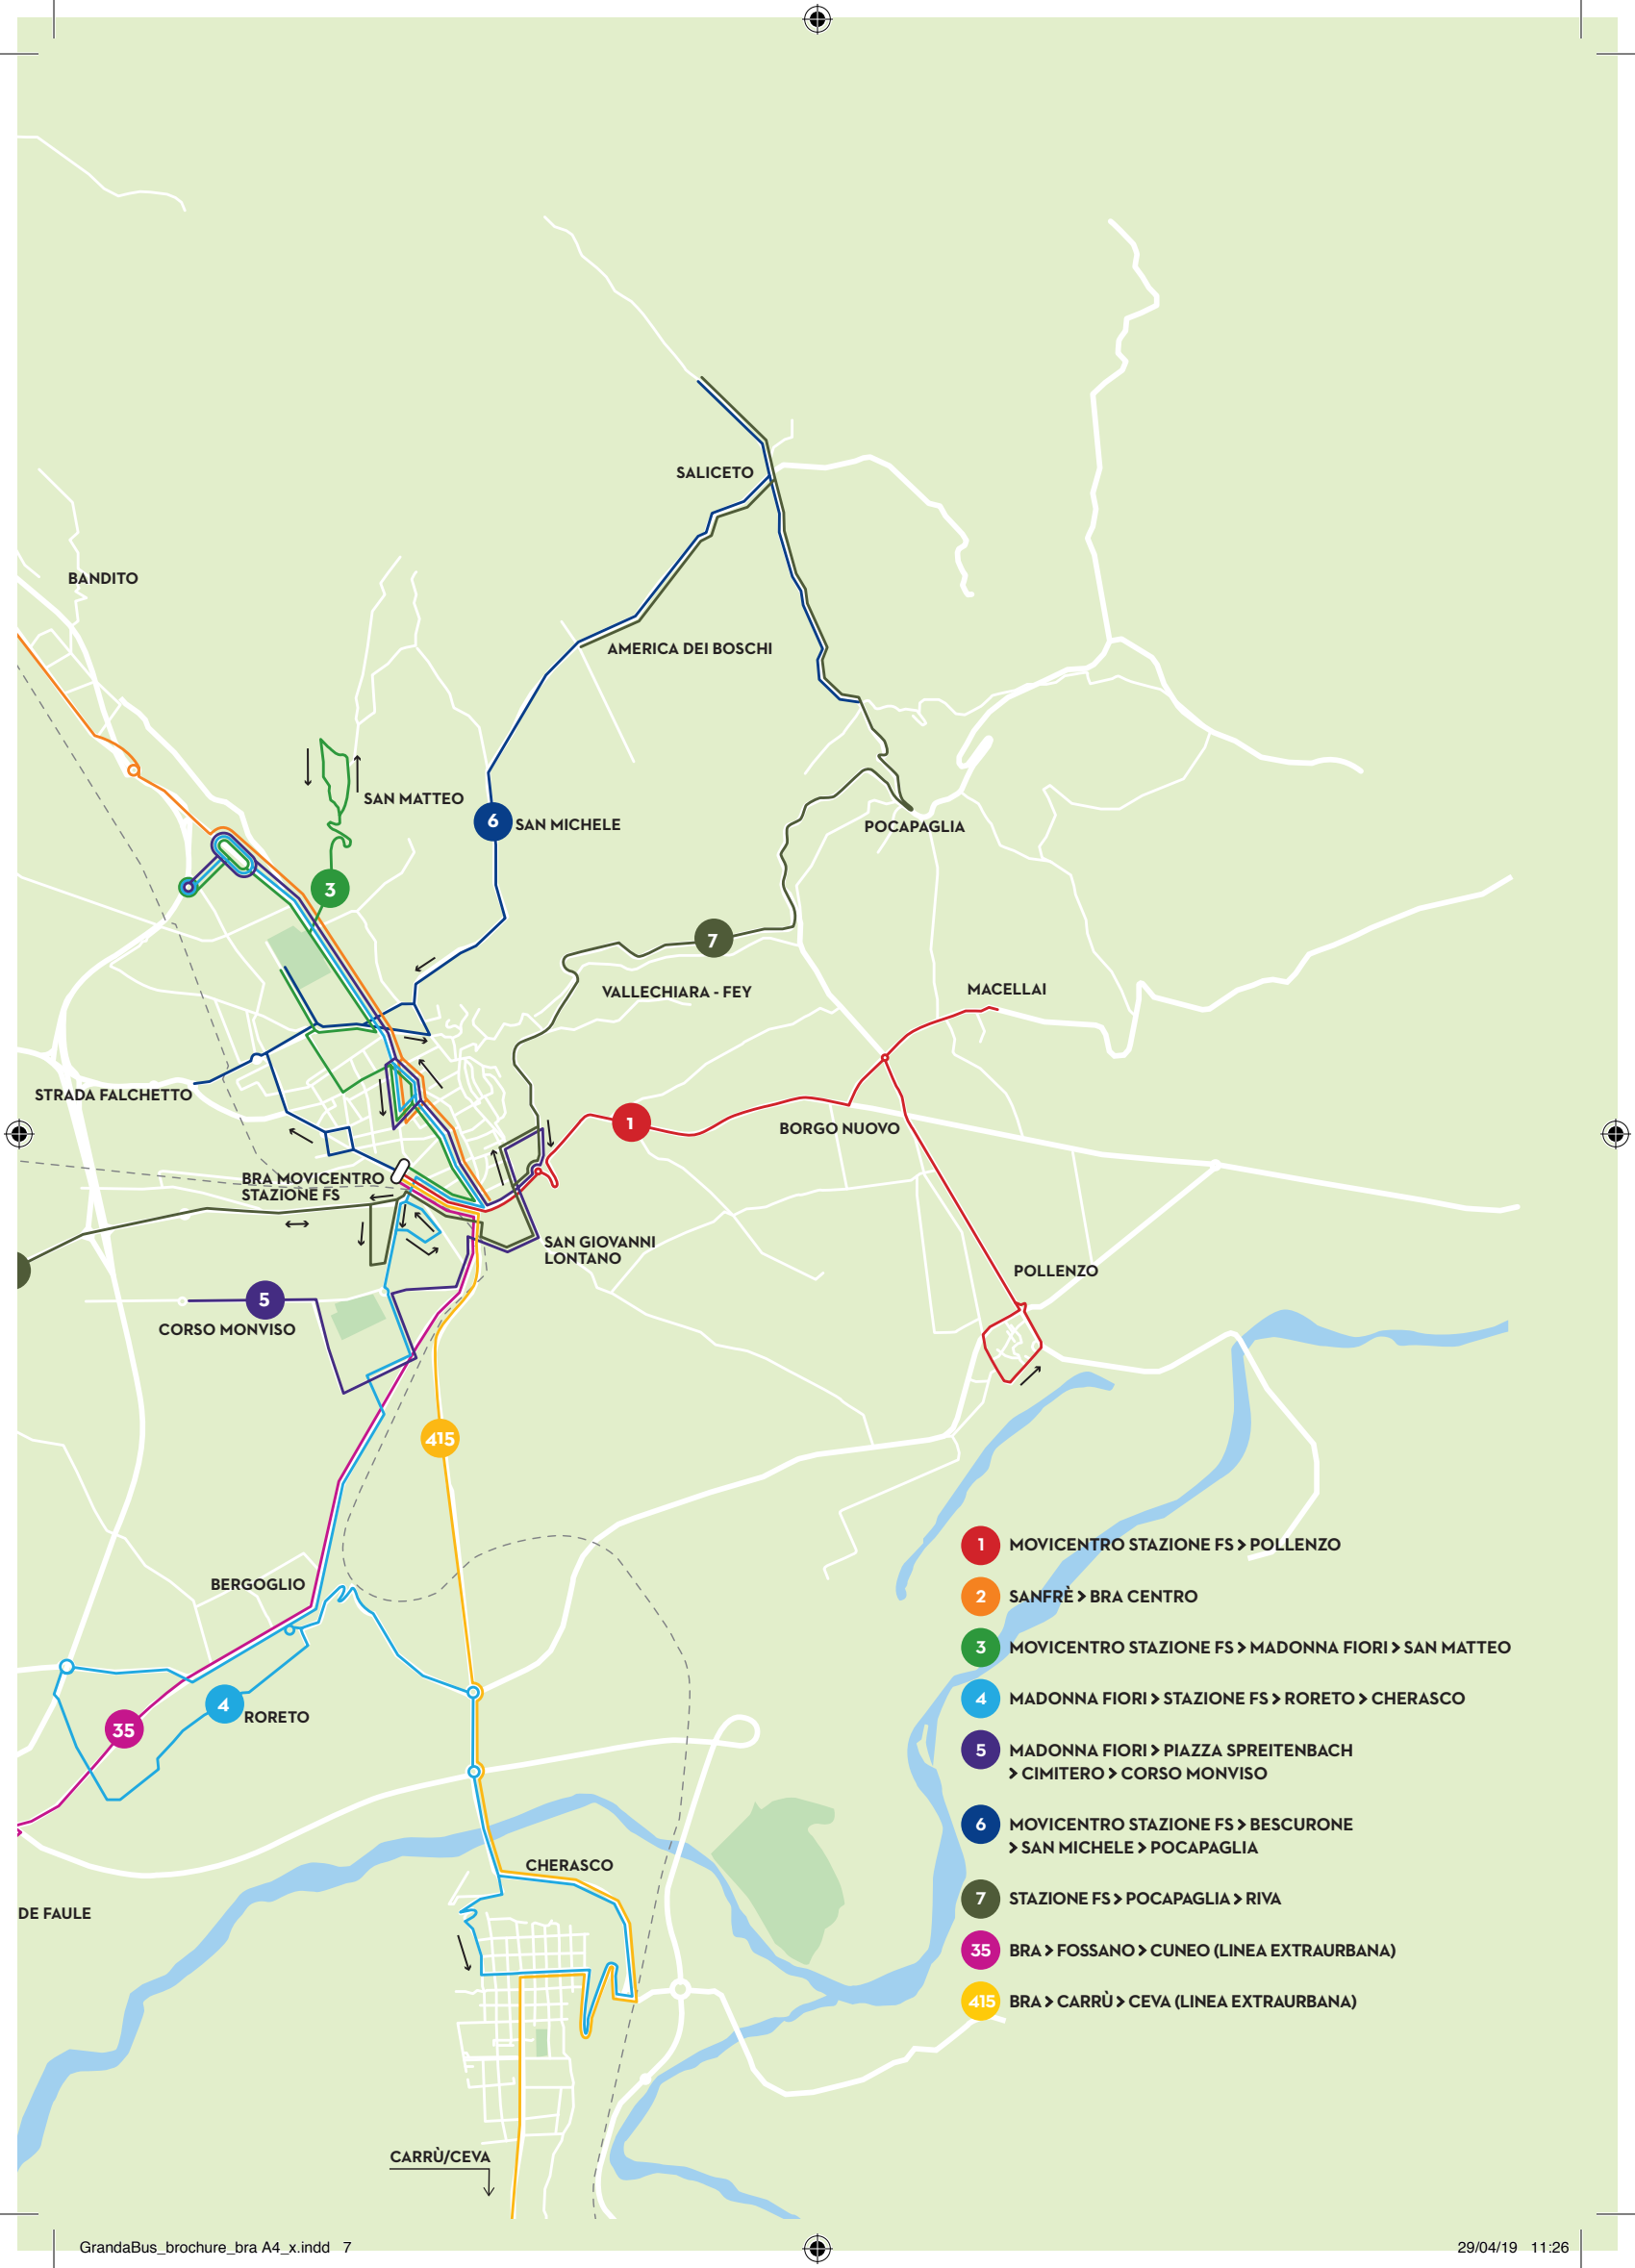 SALICETO
BANDITO
AMERICA DEI BOSCHI
SAN MATTEO
6
SAN MICHELE
POCAPAGLIA
3
7
VALLECHIARA - FEY
MACELLAI
STRADA FALCHETTO
1
BORGO NUOVO
BRA MOVICENTRO
STAZIONE FS
SAN GIOVANNI
LONTANO
POLLENZO
5
CORSO MONVISO
415
BERGOGLIO
4
RORETO
35
CHERASCO
DE FAULE
CARRÙ/CEVA
1 MOVICENTRO STAZIONE FS > POLLENZO
2 SANFRÈ > BRA CENTRO
3 MOVICENTRO STAZIONE FS > MADONNA FIORI > SAN MATTEO
4 MADONNA FIORI > STAZIONE FS > RORETO > CHERASCO
5 MADONNA FIORI > PIAZZA SPREITENBACH
> CIMITERO > CORSO MONVISO
6 MOVICENTRO STAZIONE FS > BESCURONE
> SAN MICHELE > POCAPAGLIA
7 STAZIONE FS > POCAPAGLIA > RIVA
35 BRA > FOSSANO > CUNEO (LINEA EXTRAURBANA)
415 BRA > CARRÙ > CEVA (LINEA EXTRAURBANA)
GrandaBus_brochure_bra A4_x.indd 7
29/04/19 11:26